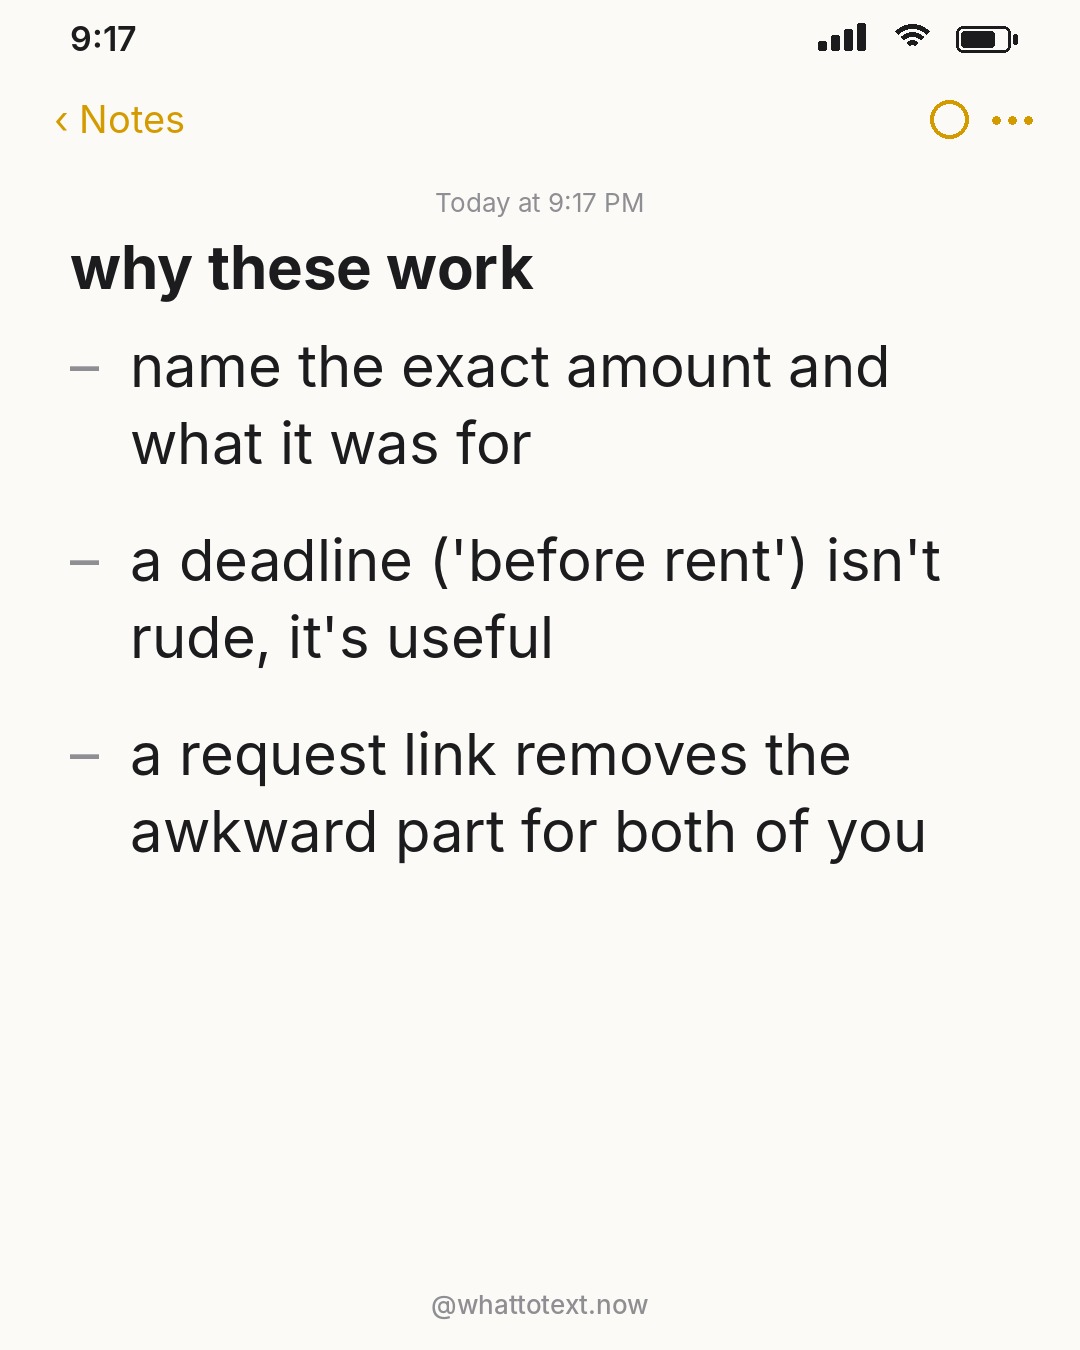 9:17
‹ Notes
Today at 9:17 PM
why these work
– name the exact amount and
what it was for
– a deadline ('before rent') isn't
rude, it's useful
– a request link removes the
awkward part for both of you
@whattotext.now